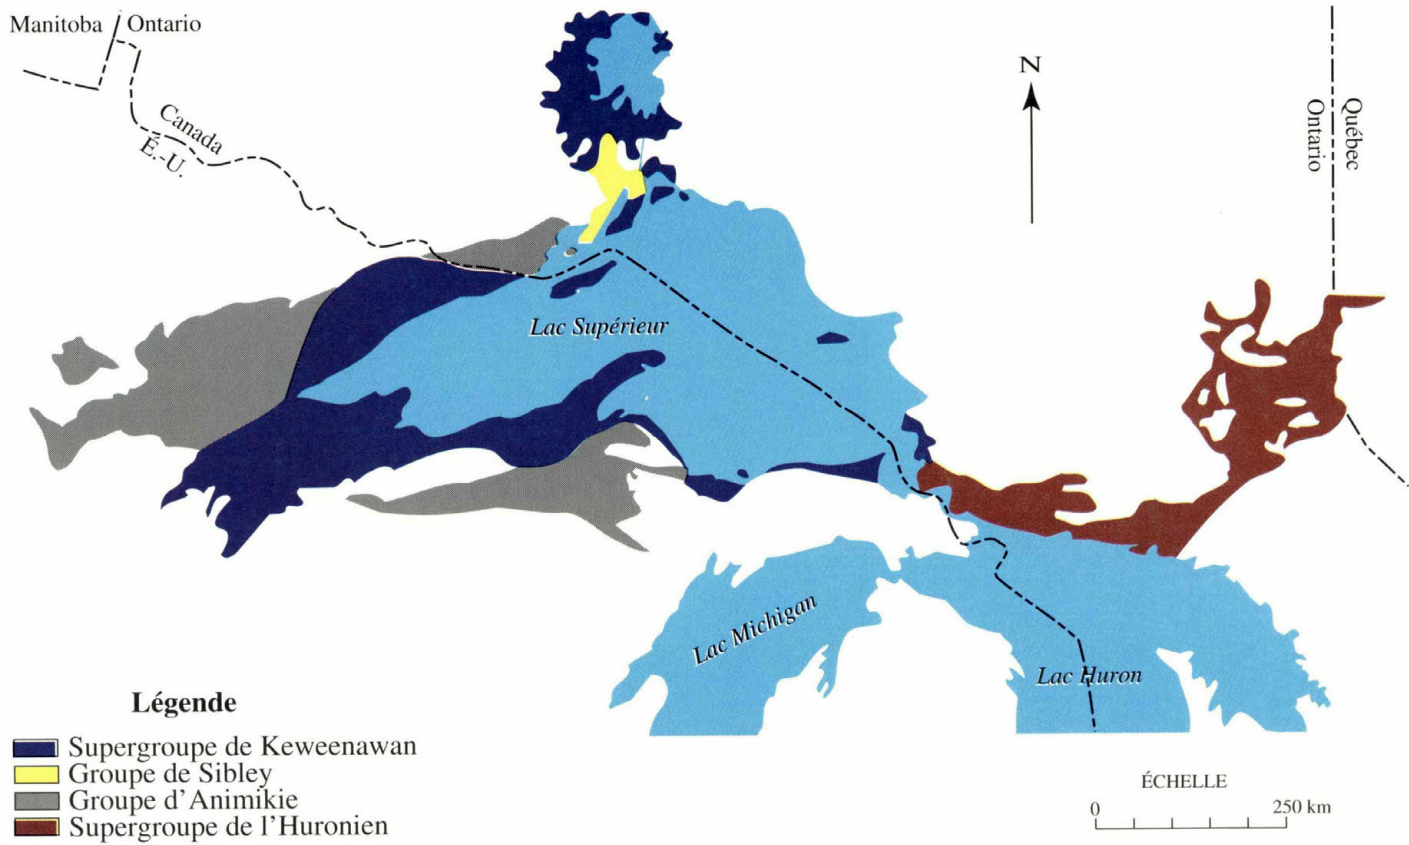 Manitoba Ontario
N
Canada
É.-U.
Québec
Ontario
Lac Supérieur
Lac Michigan
Lac Huron
Légende
Supergroupe de Keweenawan
Groupe de Sibley
Groupe d'Animikie
Supergroupe de l'Huronien
ÉCHELLE
0 250 km